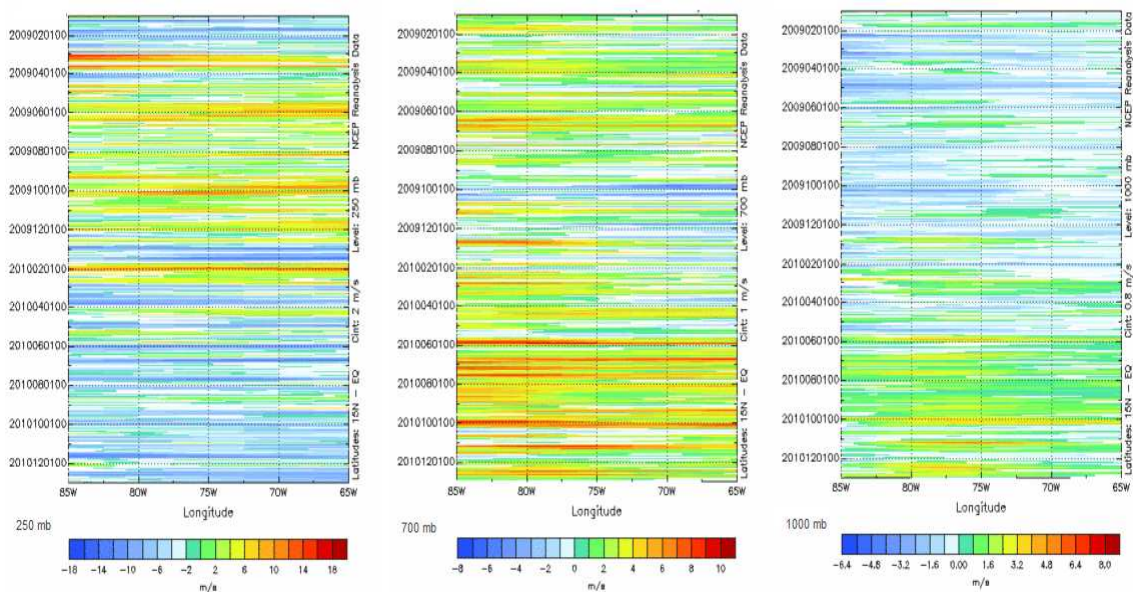 2009020100
2009040100
2009060100
2009080100
2009100100
2009120100
2010020100
2010040100
2010060100
2010080100
2010100100
2010120100
85W 80W 75W 70W 65W
Longitude
Latitudes: 15N – EQ Cint: 2 m/s Level: 250 mb NCEP Reanalysis Data
250 mb
-18 -14 -10 -6 -2 2 6 10 14 18
m/s
2009020100
2009040100
2009060100
2009080100
2009100100
2009120100
2010020100
2010040100
2010060100
2010080100
2010100100
2010120100
85W 80W 75W 70W 65W
Longitude
Latitudes: 15N – EQ Cint: 1 m/s Level: 700 mb NCEP Reanalysis Data
700 mb
-8 -6 -4 -2 0 2 4 6 8 10
m/s
2009020100
2009040100
2009060100
2009080100
2009100100
2009120100
2010020100
2010040100
2010060100
2010080100
2010100100
2010120100
85W 80W 75W 70W 65W
Longitude
Latitudes: 15N – EQ Cint: 0.8 m/s Level: 1000 mb NCEP Reanalysis Data
1000 mb
-6.4 -4.8 -3.2 -1.6 0.00 1.6 3.2 4.8 6.4 8.0
m/s